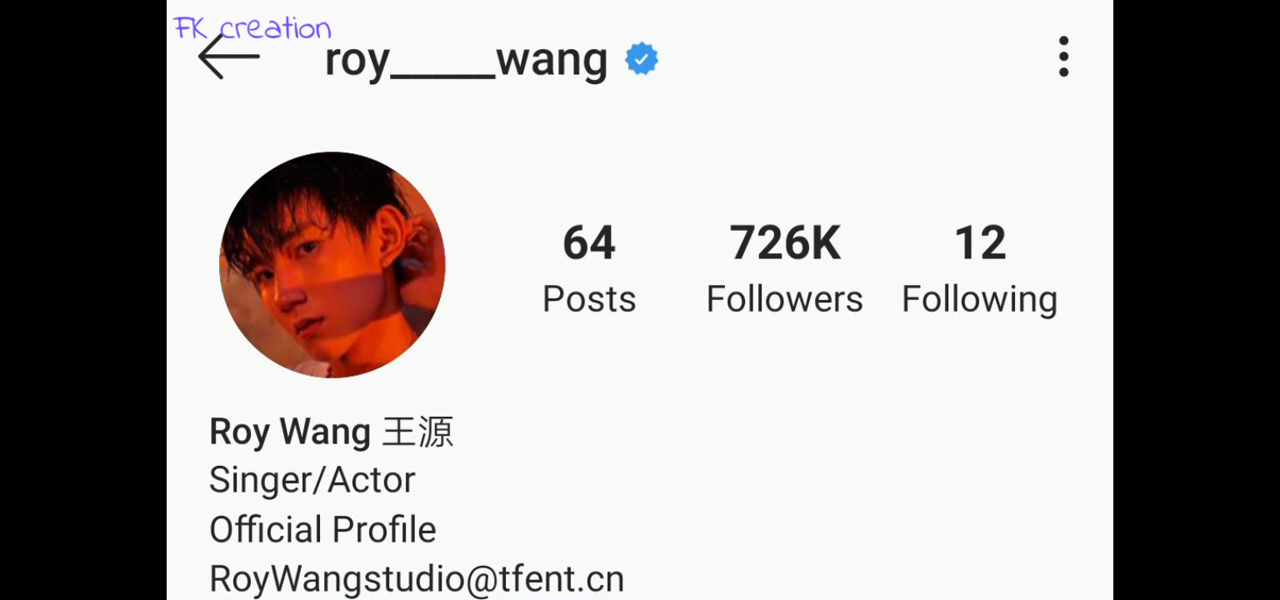 FK creation
roy_____wang
64 726K 12
Posts Followers Following
Roy Wang 王源
Singer/Actor
Official Profile
RoyWangstudio@tfent.cn